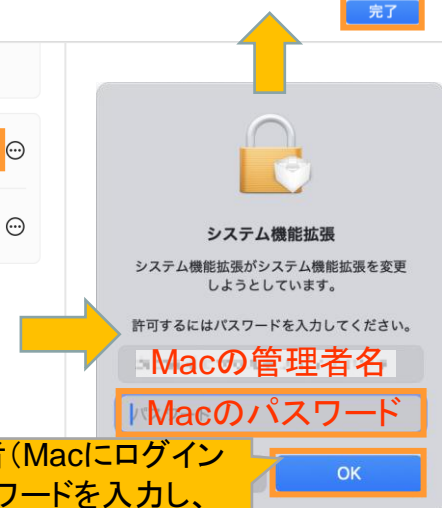 完了
システム機能拡張
システム機能拡張がシステム機能拡張を変更
しようとしています。
許可するにはパスワードを入力してください。
Macの管理者名
Macのパスワード
(Macにログイン
OK
ワードを入力し、